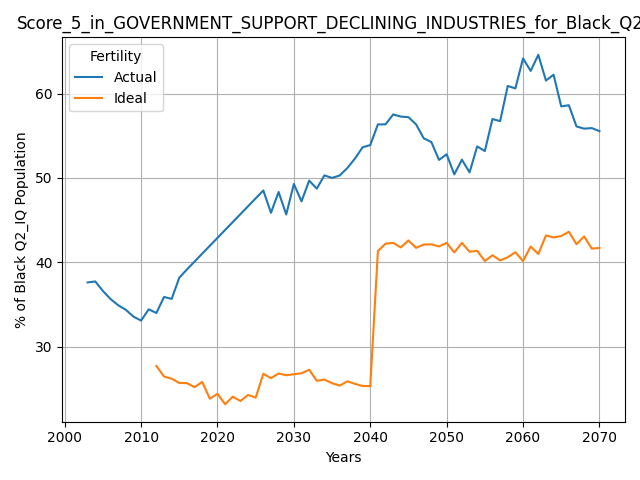 Score_5_in_GOVERNMENT_SUPPORT_DECLINING_INDUSTRIES_for_Black_Q2
Fertility
Actual
Ideal
60
50
40
30
% of Black Q2_IQ Population
2000 2010 2020 2030 2040 2050 2060 2070
Years